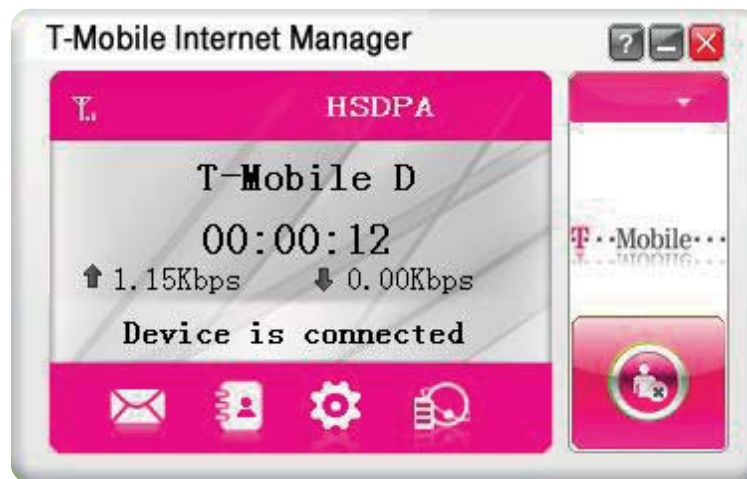 T-Mobile Internet Manager
?
HSDPA
T-Mobile D
00:00:12
1.15Kbps 0.00Kbps
Device is connected
T··Mobile···